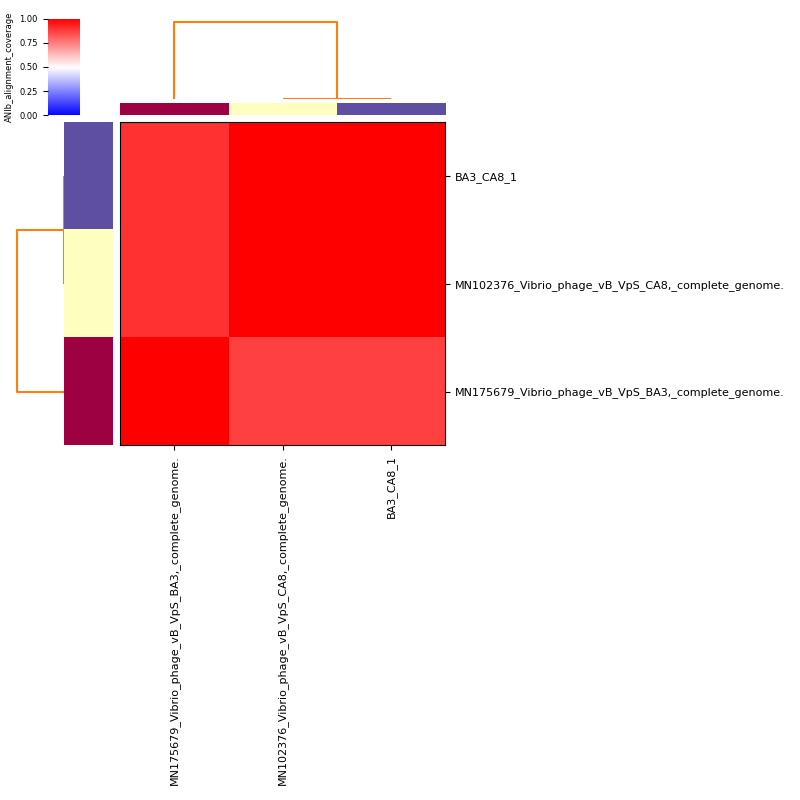 ANIb_alignment_coverage
1.00
0.75
0.50
0.25
0.00
BA3_CA8_1
MN102376_Vibrio_phage_vB_VpS_CA8,_complete_genome.
MN175679_Vibrio_phage_vB_VpS_BA3,_complete_genome.
MN175679_Vibrio_phage_vB_VpS_BA3,_complete_genome.
MN102376_Vibrio_phage_vB_VpS_CA8,_complete_genome.
BA3_CA8_1